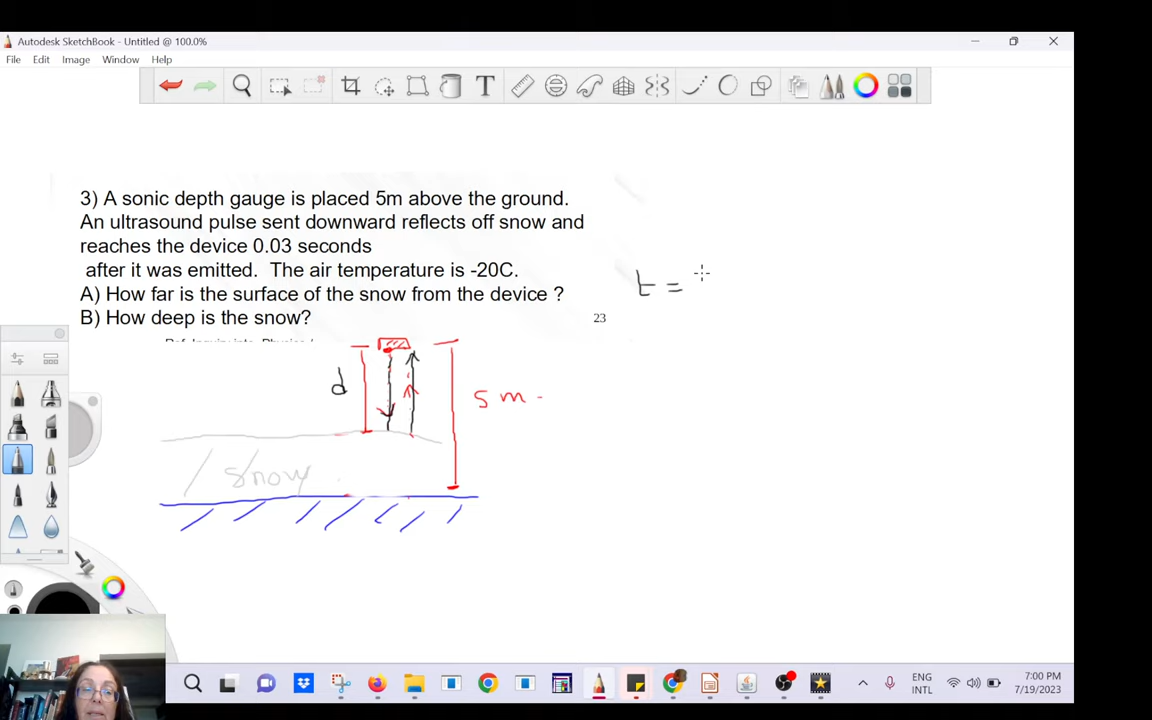 Autodesk SketchBook - Untitled @ 100.0%
File Edit Image Window Help
T
3) A sonic depth gauge is placed 5m above the ground.
An ultrasound pulse sent downward reflects off snow and
reaches the device 0.03 seconds
after it was emitted. The air temperature is -20C.
A) How far is the surface of the snow from the device ?
B) How deep is the snow?
23
t =
d
5 m
snow
ENG
INTL
7:00 PM
7/19/2023